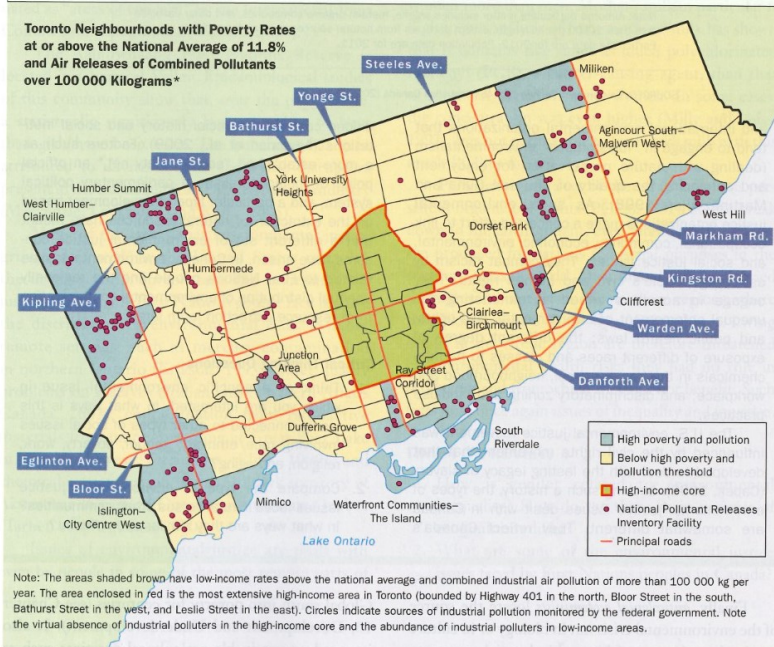 Toronto Neighbourhoods with Poverty Rates
at or above the National Average of 11.8%
and Air Releases of Combined Pollutants
over 100 000 Kilograms*
Steeles Ave.
Yonge St.
Bathurst St.
Jane St.
Milliken
Agincourt South–
Malvern West
Humber Summit
York University
Heights
West Humber–
Clairville
West Hill
Dorset Park
Markham Rd.
Humbermede
Kingston Rd.
Kipling Ave.
Cliffcrest
Clairlea–
Birchmount
Warden Ave.
Junction
Area
Ray Street
Corridor
Danforth Ave.
Dufferin Grove
South
Riverdale
Eglinton Ave.
Bloor St.
Mimico
Islington–
City Centre West
Waterfront Communities–
The Island
Lake Ontario
High poverty and pollution
Below high poverty and
pollution threshold
High-income core
National Pollutant Releases
Inventory Facility
Principal roads
Note: The areas shaded brown have low-income rates above the national average and combined industrial air pollution of more than 100 000 kg per
year. The area enclosed in red is the most extensive high-income area in Toronto (bounded by Highway 401 in the north, Bloor Street in the south,
Bathurst Street in the west, and Leslie Street in the east). Circles indicate sources of industrial pollution monitored by the federal government. Note
the virtual absence of industrial polluters in the high-income core and the abundance of industrial polluters in low-income areas.